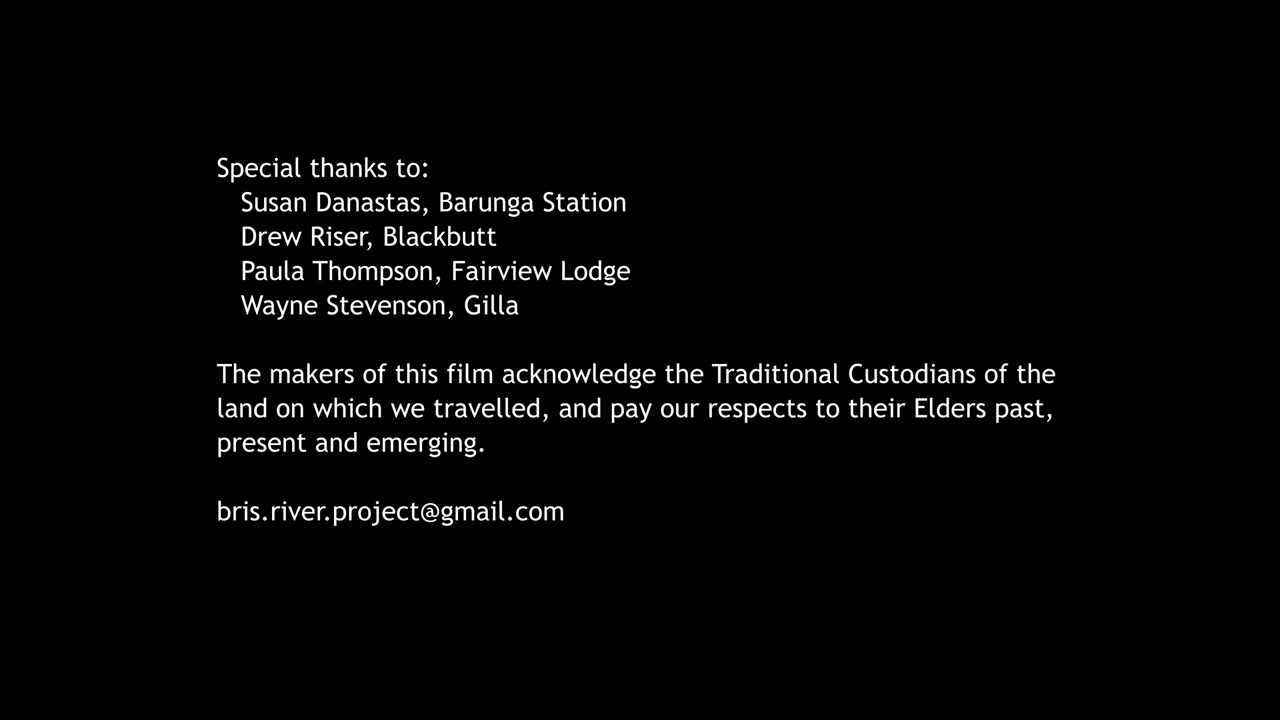 Special thanks to:
Susan Danastas, Barunga Station
Drew Riser, Blackbutt
Paula Thompson, Fairview Lodge
Wayne Stevenson, Gilla
The makers of this film acknowledge the Traditional Custodians of the
land on which we travelled, and pay our respects to their Elders past,
present and emerging.
bris.river.project@gmail.com